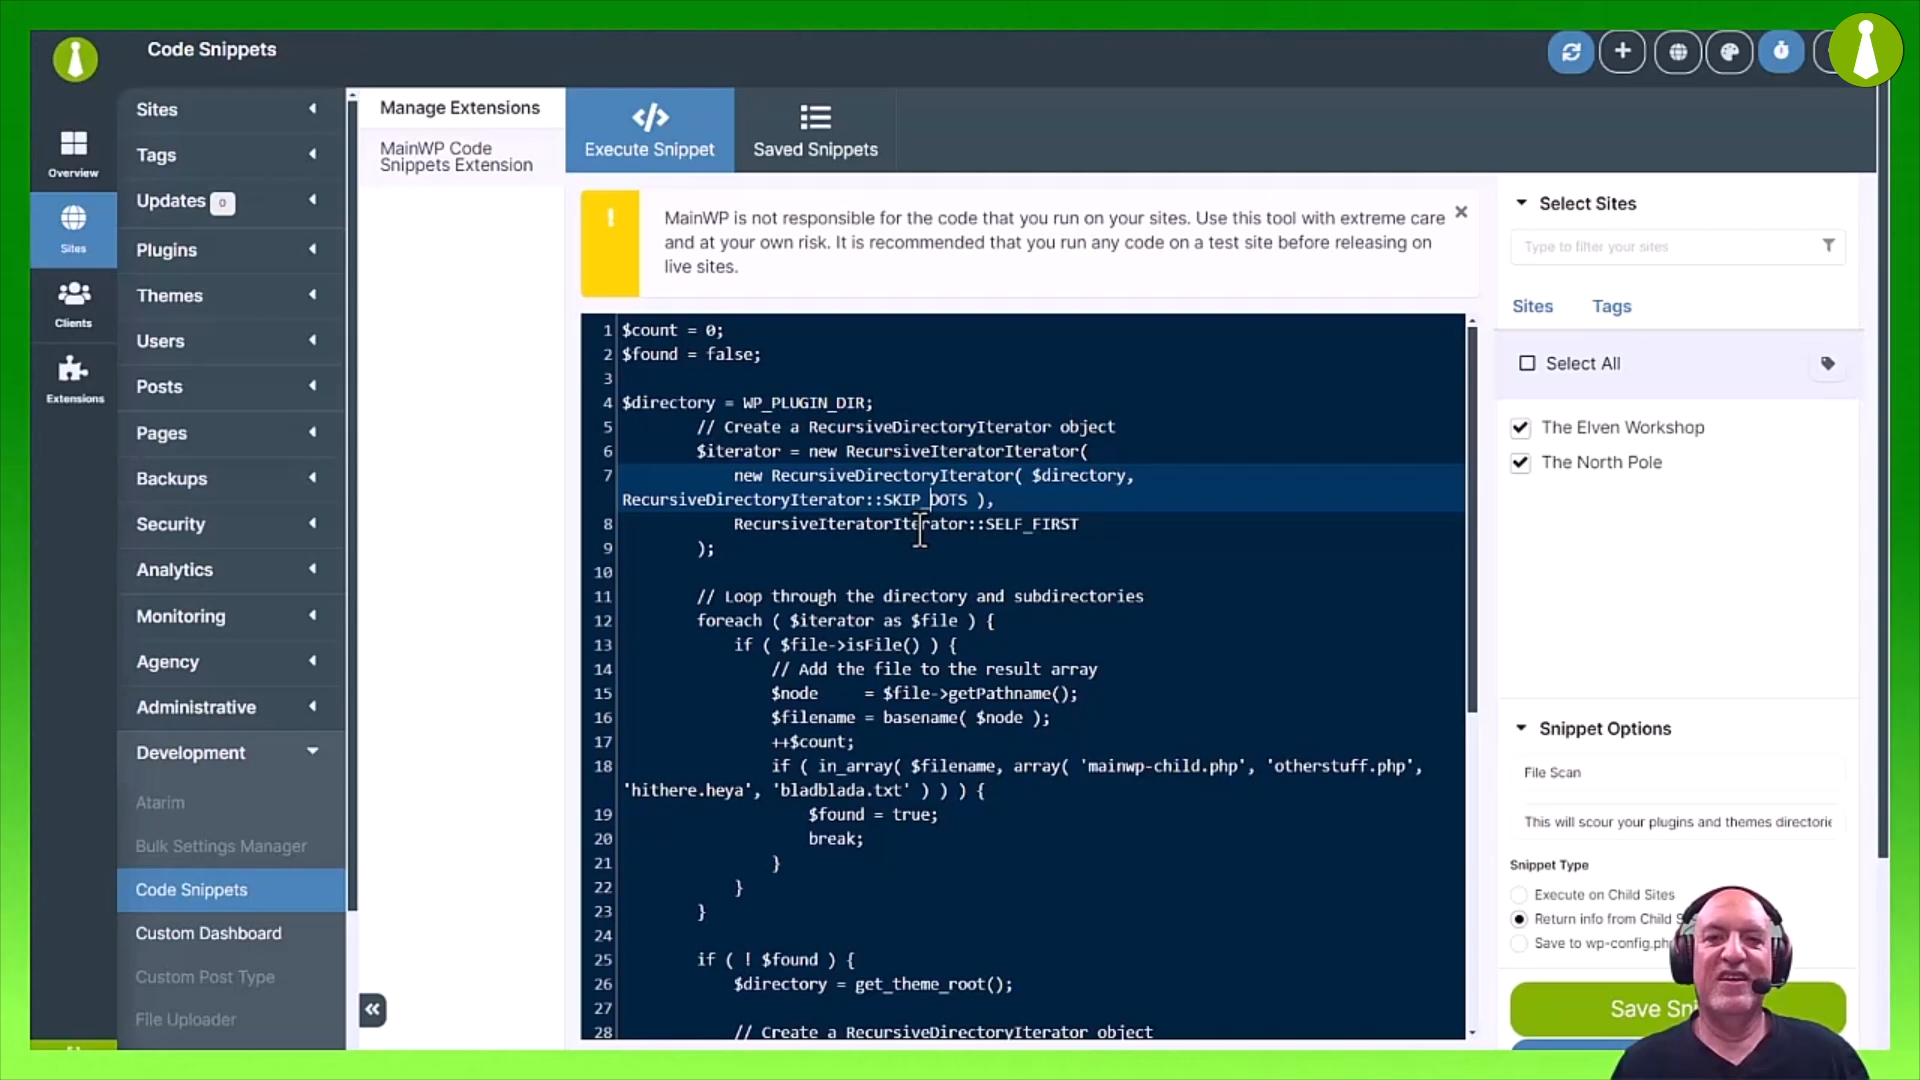 Code Snippets
Overview
Sites
Clients
Extensions
Sites
Tags
Updates 0
Plugins
Themes
Users
Posts
Pages
Backups
Security
Analytics
Monitoring
Agency
Administrative
Development
Atarim
Bulk Settings Manager
Code Snippets
Custom Dashboard
Custom Post Type
File Uploader
Manage Extensions
MainWP Code
Snippets Extension
Execute Snippet
Saved Snippets
MainWP is not responsible for the code that you run on your sites. Use this tool with extreme care
and at your own risk. It is recommended that you run any code on a test site before releasing on
live sites.
1 $count = 0;
2 $found = false;
3
4 $directory = WP_PLUGIN_DIR;
5 // Create a RecursiveDirectoryIterator object
6 $iterator = new RecursiveIteratorIterator(
7 new RecursiveDirectoryIterator( $directory,
RecursiveDirectoryIterator::SKIP_DOTS ),
8 RecursiveIteratorIterator::SELF_FIRST
9 );
10
11 // Loop through the directory and subdirectories
12 foreach ( $iterator as $file ) {
13 if ( $file->isFile() ) {
14 // Add the file to the result array
15 $node = $file->getPathname();
16 $filename = basename( $node );
17 ++$count;
18 if ( in_array( $filename, array( 'mainwp-child.php', 'otherstuff.php',
'hithere.heya', 'bladblada.txt' ) ) ) {
19 $found = true;
20 break;
21 }
22 }
23 }
24
25 if ( ! $found ) {
26 $directory = get_theme_root();
27
28 // Create a RecursiveDirectoryIterator object
Select Sites
Type to filter your sites
Sites Tags
Select All
The Elven Workshop
The North Pole
Snippet Options
File Scan
This will scour your plugins and themes directorie
Snippet Type
Execute on Child Sites
Return info from Child S
Save to wp-config.ph
Save Sni